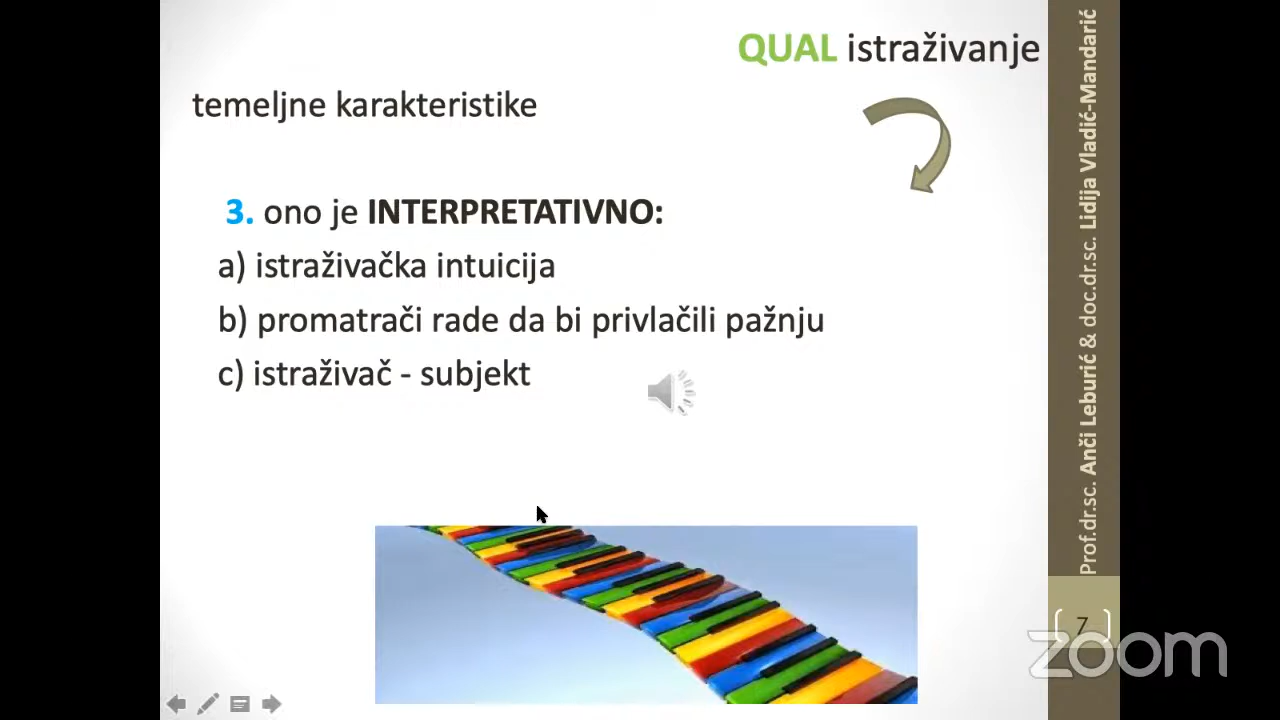 QUAL istraživanje
temeljne karakteristike
3. ono je INTERPRETATIVNO:
a) istraživačka intuicija
b) promatrači rade da bi privlačili pažnju
c) istraživač - subjekt
Prof.dr.sc. Anči Leburić & doc.dr.sc. Lidija Vladić-Mandarić
7
zoom